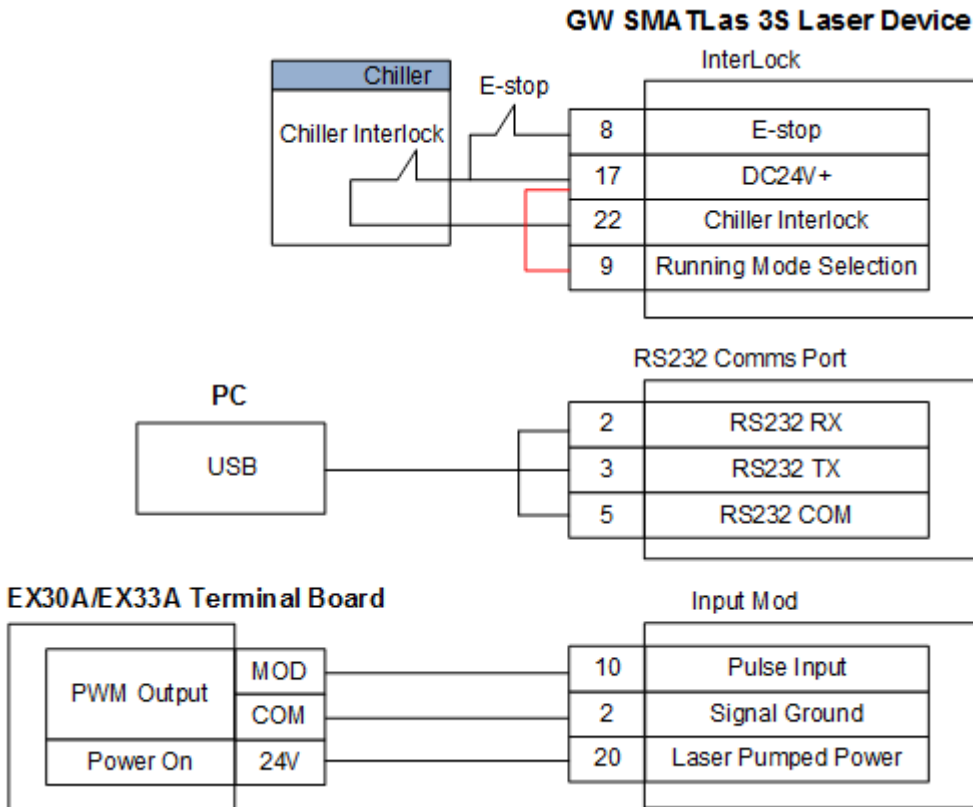 GW SMATLas 3S Laser Device
InterLock
Chiller
E-stop
Chiller Interlock
8 E-stop
17 DC24V+
22 Chiller Interlock
9 Running Mode Selection
RS232 Comms Port
PC
USB
2 RS232 RX
3 RS232 TX
5 RS232 COM
EX30A/EX33A Terminal Board
Input Mod
PWM Output
MOD
COM
Power On 24V
10 Pulse Input
2 Signal Ground
20 Laser Pumped Power